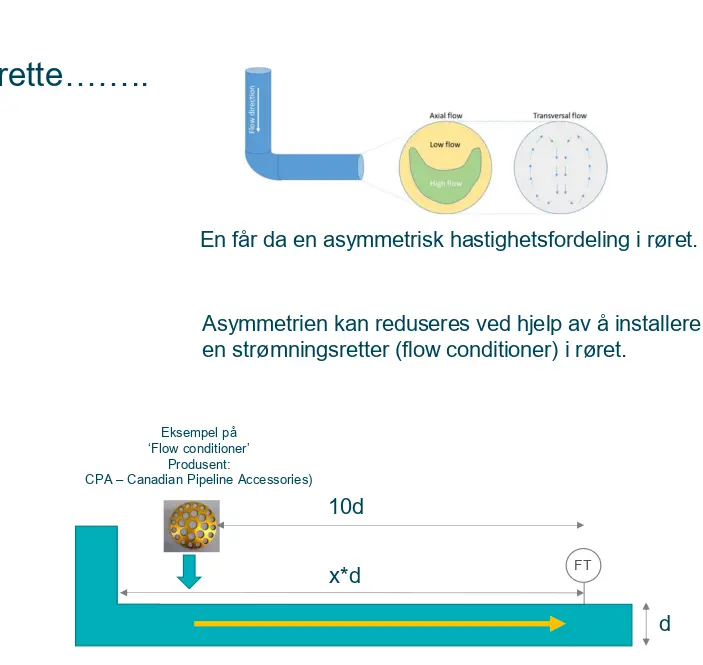 rette……..
Flow direction
Axial flow
Transversal flow
Low flow
High flow
En får da en asymmetrisk hastighetsfordeling i røret.
Asymmetrien kan reduseres ved hjelp av å installere
en strømningsretter (flow conditioner) i røret.
Eksempel på
‘Flow conditioner’
Produsent:
CPA – Canadian Pipeline Accessories)
10d
x*d
FT
d